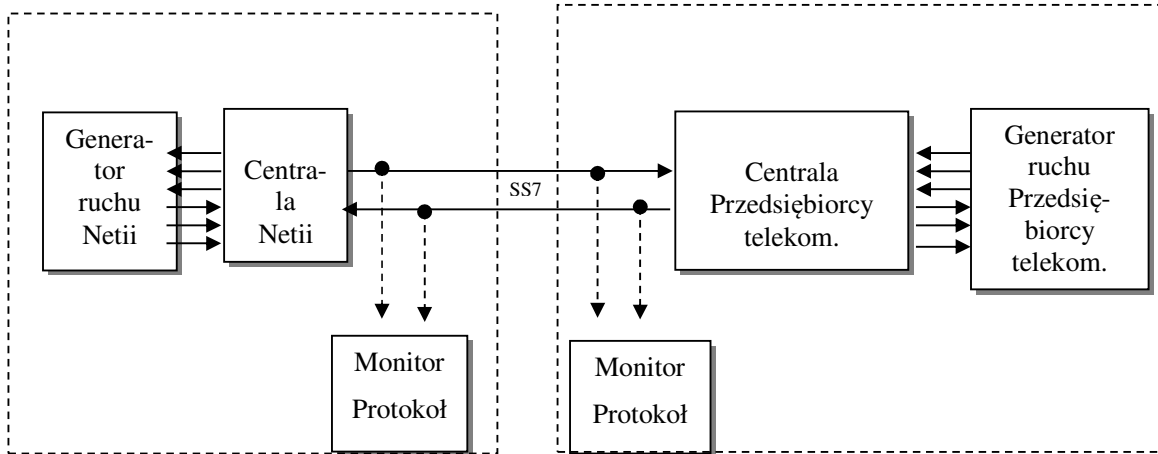 Genera-
tor
ruchu
Netii
Centra-
la
Netii
SS7
Centrala
Przedsiębiorcy
telekom.
Generator
ruchu
Przedsię-
biorcy
telekom.
Monitor
Protokoł
Monitor
Protokoł